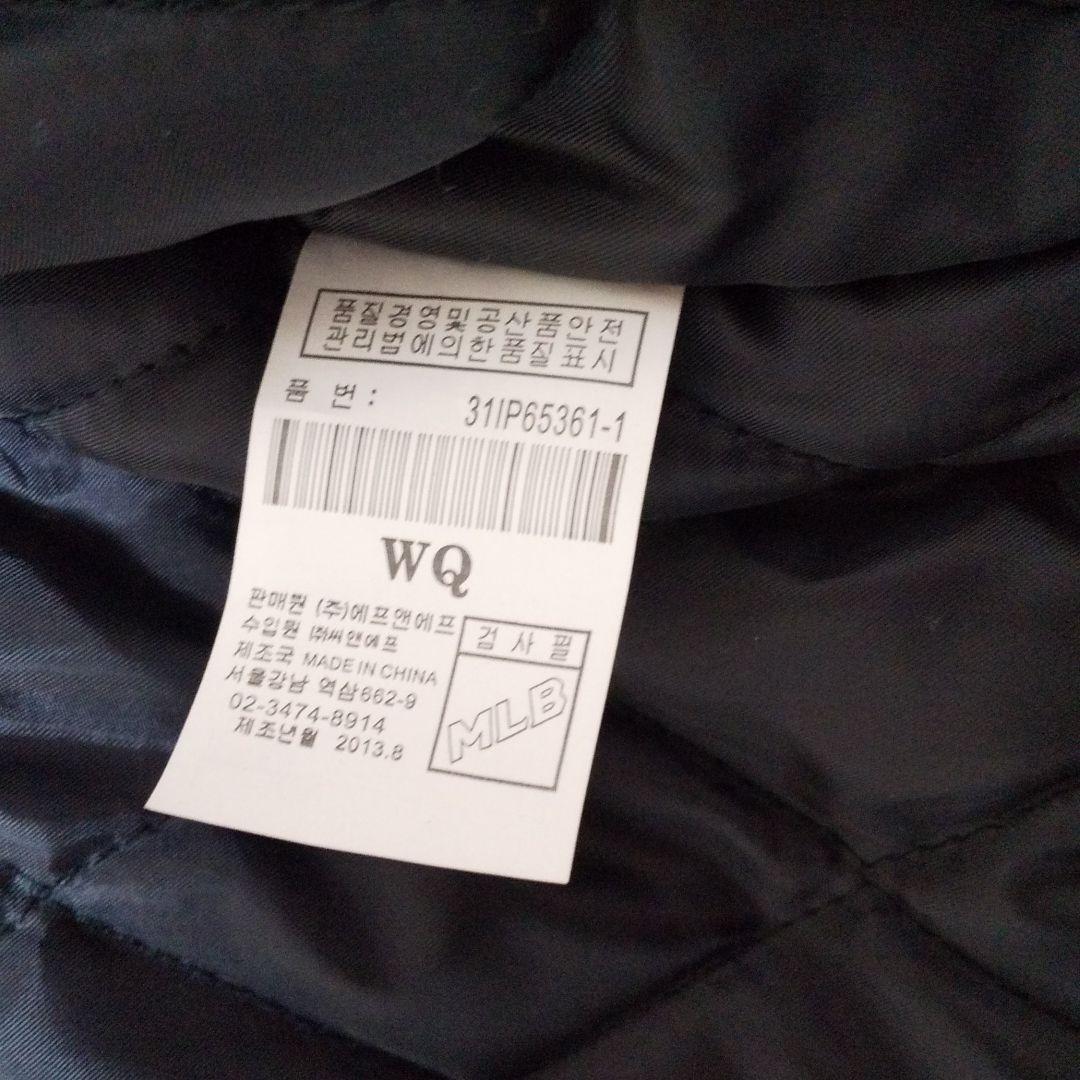 품질경영및공산품안전
관리법에의한품질표시
품 번 : 31IP65361-1
WQ
판매원 (주)에프앤에프
수입원 ㈜씨앤에프
제조국 MADE IN CHINA
서울강남 역삼662-9
02-3474-8914
제조년월 2013.8
검 사 필
MLB